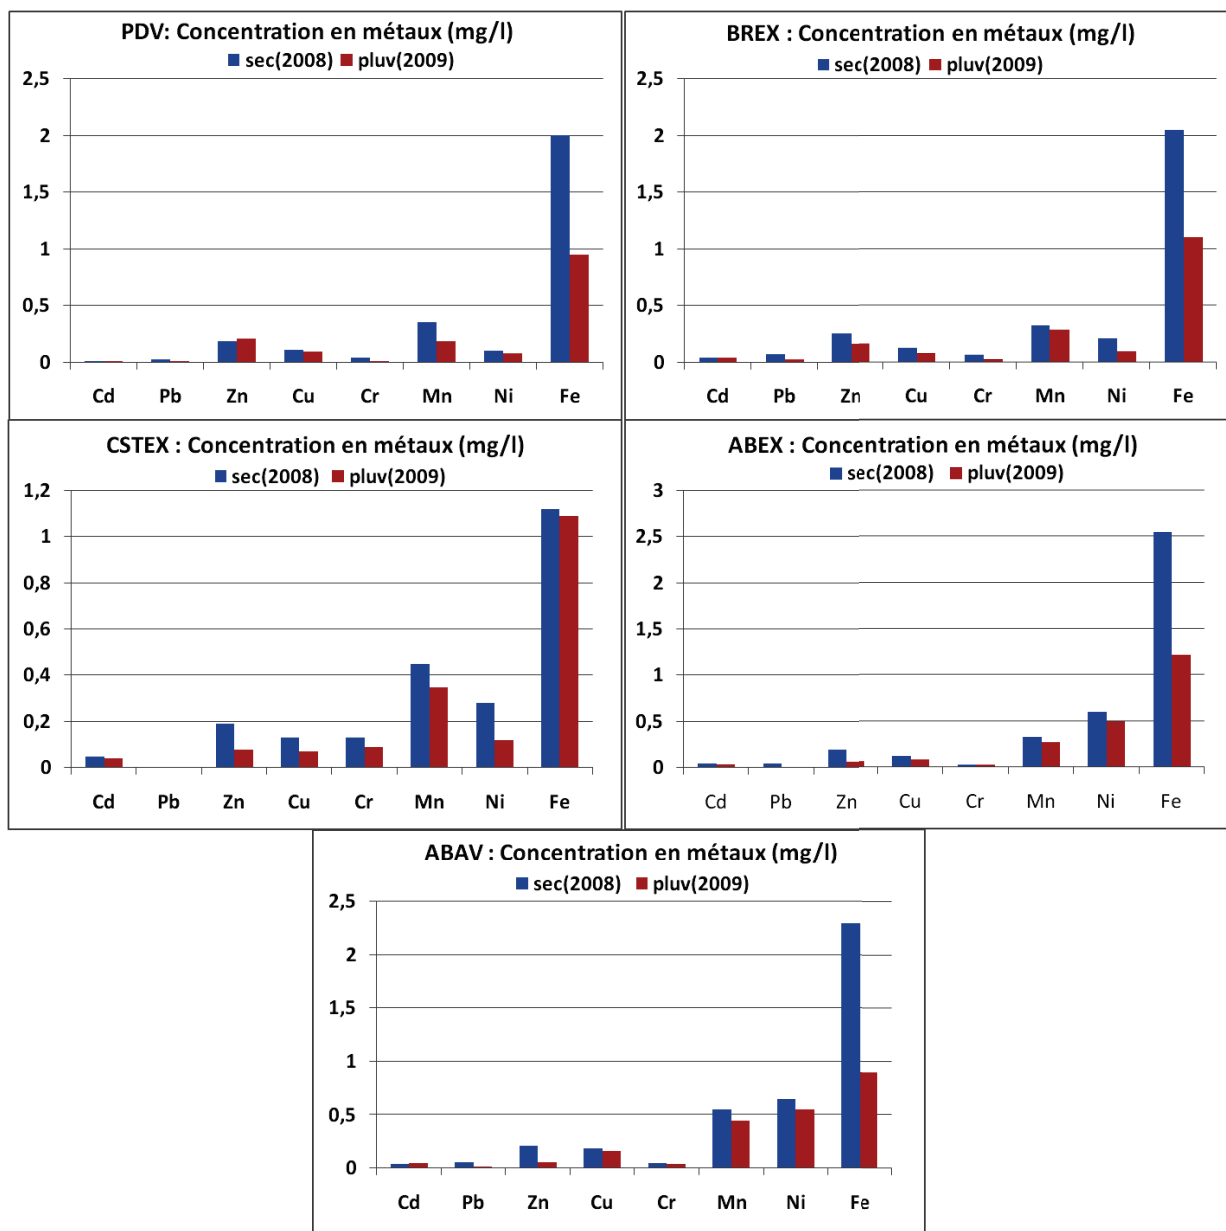 PDV: Concentration en métaux (mg/l)
sec(2008) pluv(2009)
2,5
2
1,5
1
0,5
0
Cd Pb Zn Cu Cr Mn Ni Fe
BREX : Concentration en métaux (mg/l)
sec(2008) pluv(2009)
2,5
2
1,5
1
0,5
0
Cd Pb Zn Cu Cr Mn Ni Fe
CSTEX : Concentration en métaux (mg/l)
sec(2008) pluv(2009)
1,2
1
0,8
0,6
0,4
0,2
0
Cd Pb Zn Cu Cr Mn Ni Fe
ABEX : Concentration en métaux (mg/l)
sec(2008) pluv(2009)
3
2,5
2
1,5
1
0,5
0
Cd Pb Zn Cu Cr Mn Ni Fe
ABAV : Concentration en métaux (mg/l)
sec(2008) pluv(2009)
2,5
2
1,5
1
0,5
0
Cd Pb Zn Cu Cr Mn Ni Fe